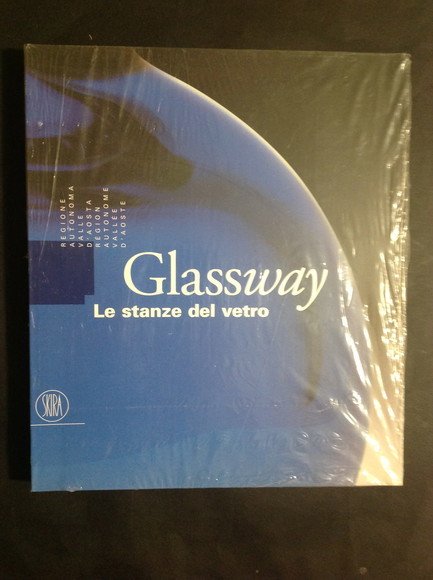 REGIONE
AUTONOMA
VALLE
D'AOSTA
RÉGION
AUTONOME
VALLÉE
D'AOSTE
Glassway
Le stanze del vetro
SKIRA